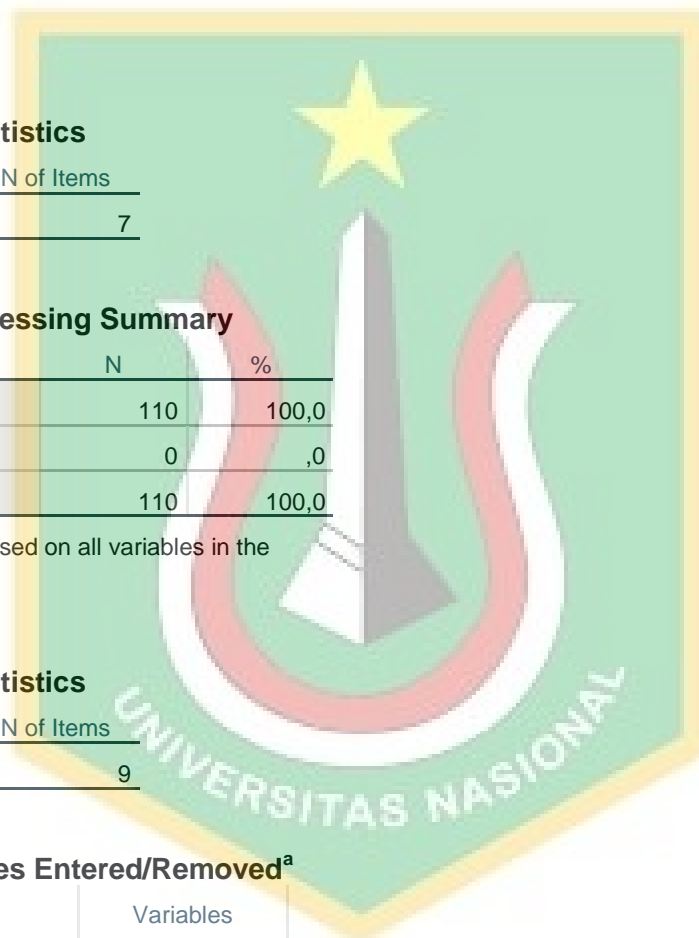 tistics
N of Items
7
essing Summary
N %
110 100,0
0 ,0
110 100,0
sed on all variables in the
tistics
N of Items
9
UNIVERSITAS NASIONAL
es Entered/Removedᵃ
Variables